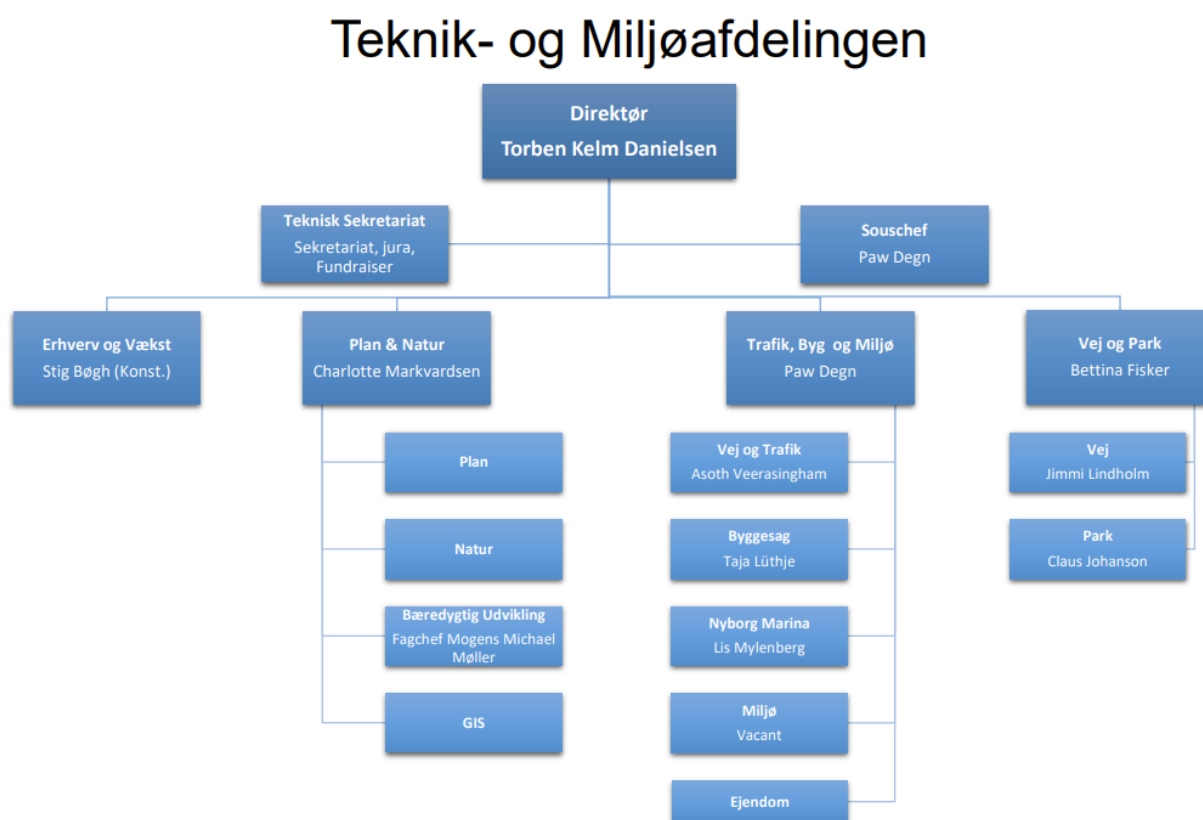 Teknik- og Miljøafdelingen
Direktør
Torben Kelm Danielsen
Teknisk Sekretariat
Sekretariat, jura,
Fundraiser
Souschef
Paw Degn
Erhverv og Vækst
Stig Bøgh (Konst.)
Plan & Natur
Charlotte Markvardsen
Trafik, Byg og Miljø
Paw Degn
Vej og Park
Bettina Fisker
Plan
Natur
Bæredygtig Udvikling
Fagchef Mogens Michael
Møller
GIS
Vej og Trafik
Asoth Veerasingham
Byggesag
Taja Lüthje
Nyborg Marina
Lis Mylenberg
Miljø
Vacant
Ejendom
Vej
Jimmi Lindholm
Park
Claus Johanson